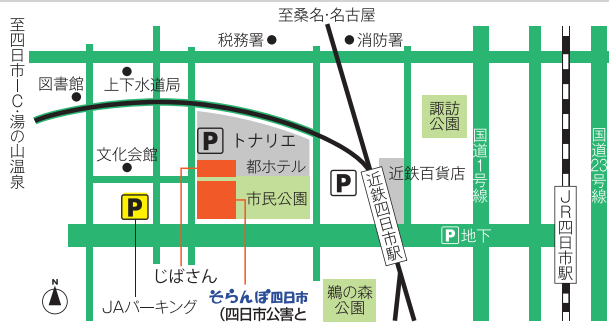 至桑名・名古屋
至四日市IC・湯の山温泉
税務署
消防署
図書館
上下水道局
諏訪
公園
国道1号線
国道23号線
P
トナリエ
文化会館
都ホテル
P
近鉄百貨店
市民公園
P
近鉄四日市駅
JR四日市駅
P地下
じばさん
N
JAパーキング
そらんぽ四日市
(四日市公害と
鵜の森
公園